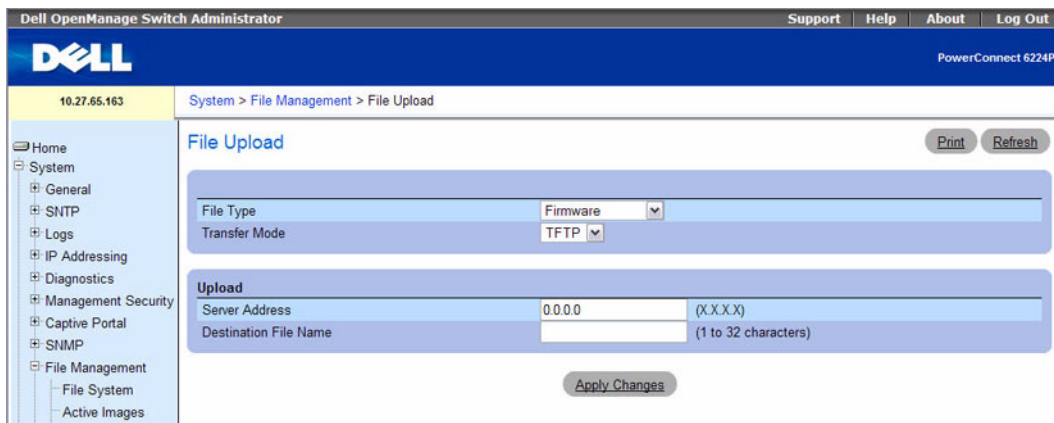 Dell OpenManage Switch Administrator
Support Help About Log Out
DELL
PowerConnect 6224P
10.27.65.163
System > File Management > File Upload
Home
System
General
SNTP
Logs
IP Addressing
Diagnostics
Management Security
Captive Portal
SNMP
File Management
File System
Active Images
File Upload
Print Refresh
File Type Firmware
Transfer Mode TFTP
Upload
Server Address 0.0.0.0 (X.X.X.X)
Destination File Name (1 to 32 characters)
Apply Changes